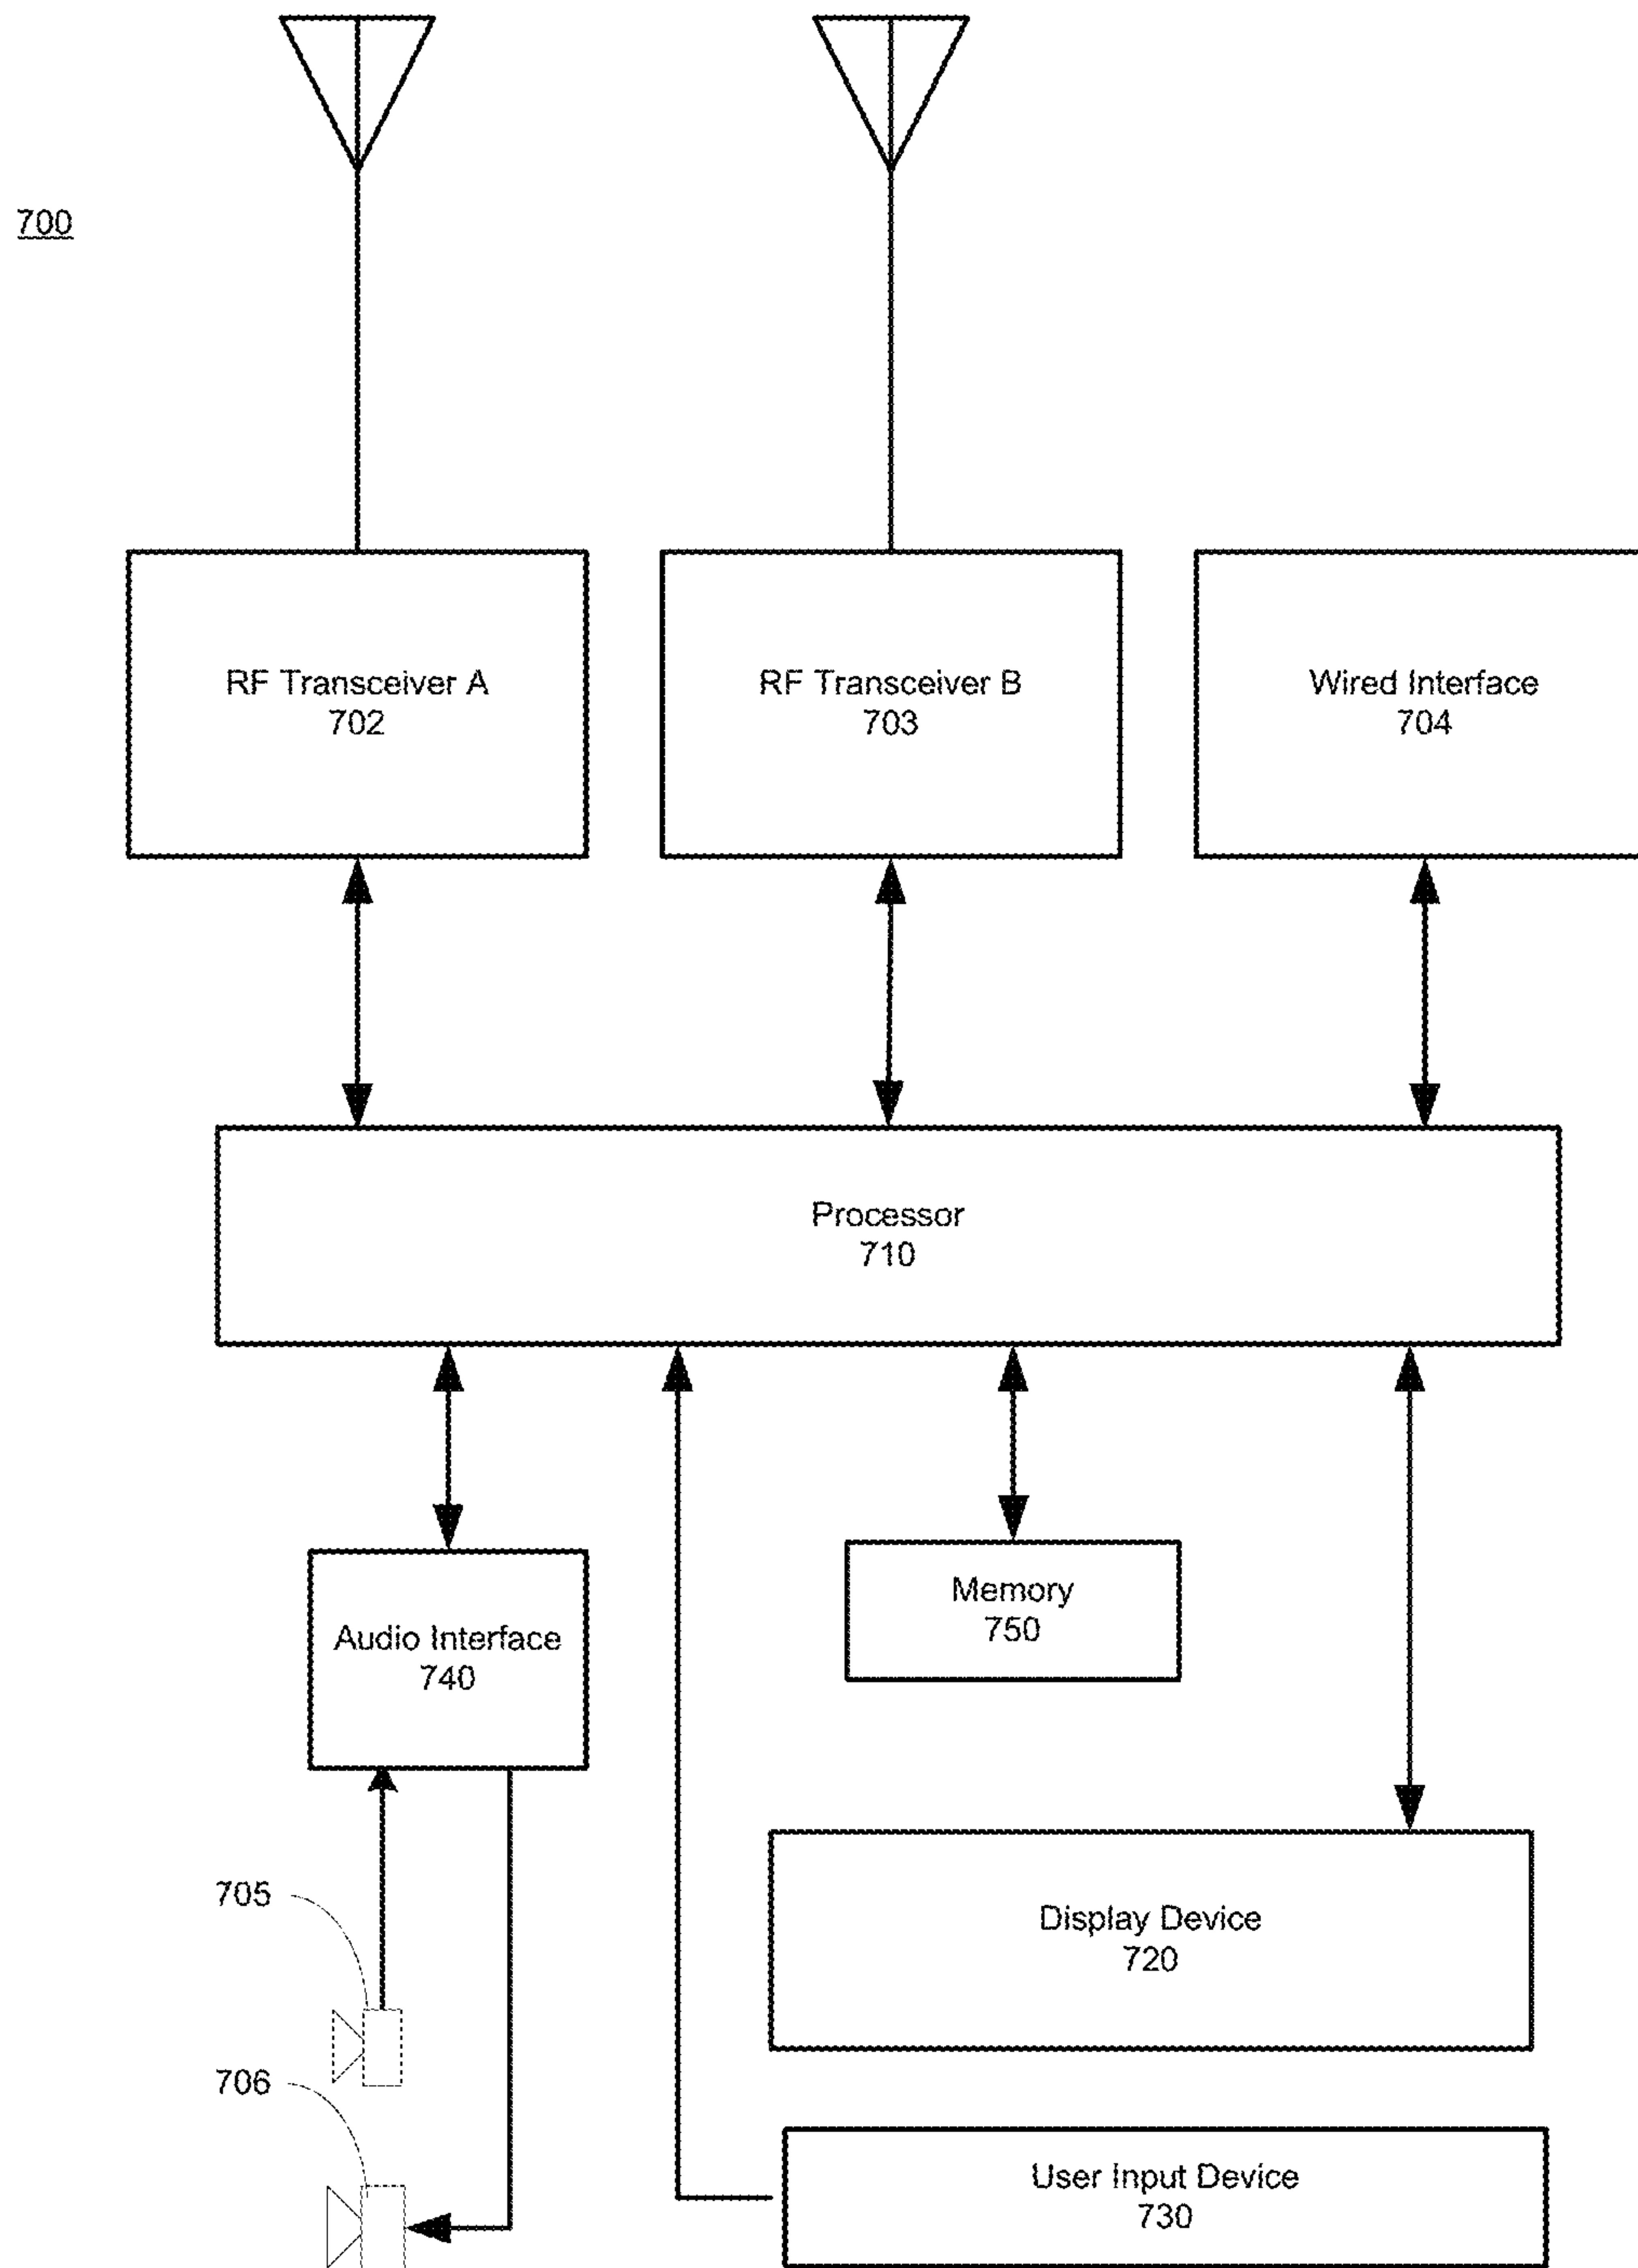 700
RF Transceiver A
702
RF Transceiver B
703
Wired Interface
704
Processor
710
Audio Interface
740
Memory
750
705
Display Device
720
706
User Input Device
730